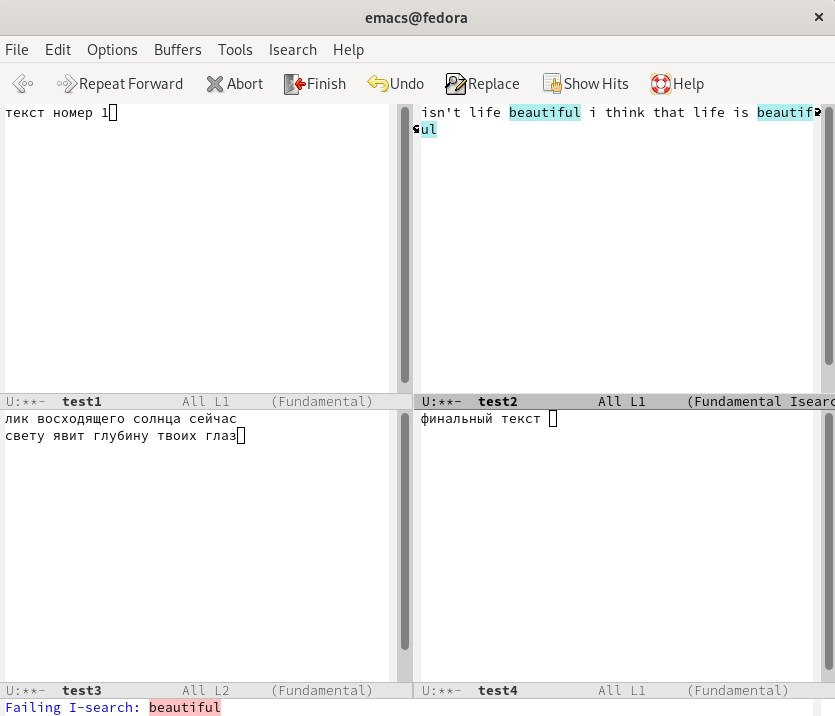 emacs@fedora
File Edit Options Buffers Tools Isearch Help
Repeat Forward Abort Finish Undo Replace Show Hits Help
текст номер 1
isn't life beautiful i think that life is beautif
ul
U:**- test1 All L1 (Fundamental)
U:**- test2 All L1 (Fundamental Isearc
лик восходящего солнца сейчас
свету явит глубину твоих глаз
финальный текст
U:**- test3 All L2 (Fundamental)
U:**- test4 All L1 (Fundamental)
Failing I-search: beautiful